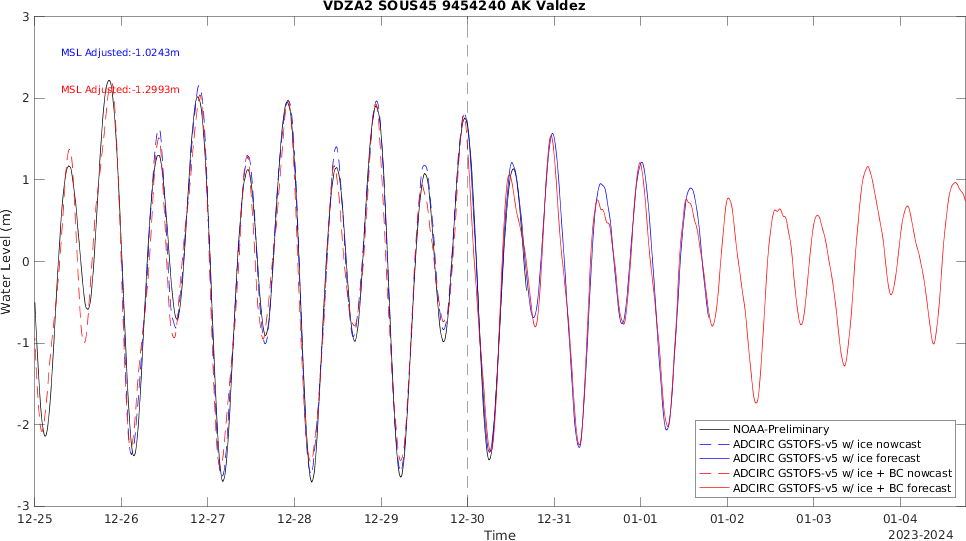 VDZA2 SOUS45 9454240 AK Valdez
MSL Adjusted:-1.0243m
MSL Adjusted:-1.2993m
3
2
1
0
-1
-2
-3
Water Level (m)
12-25 12-26 12-27 12-28 12-29 12-30 12-31 01-01 01-02 01-03 01-04
Time
2023-2024
NOAA-Preliminary
ADCIRC GSTOFS-v5 w/ ice nowcast
ADCIRC GSTOFS-v5 w/ ice forecast
ADCIRC GSTOFS-v5 w/ ice + BC nowcast
ADCIRC GSTOFS-v5 w/ ice + BC forecast